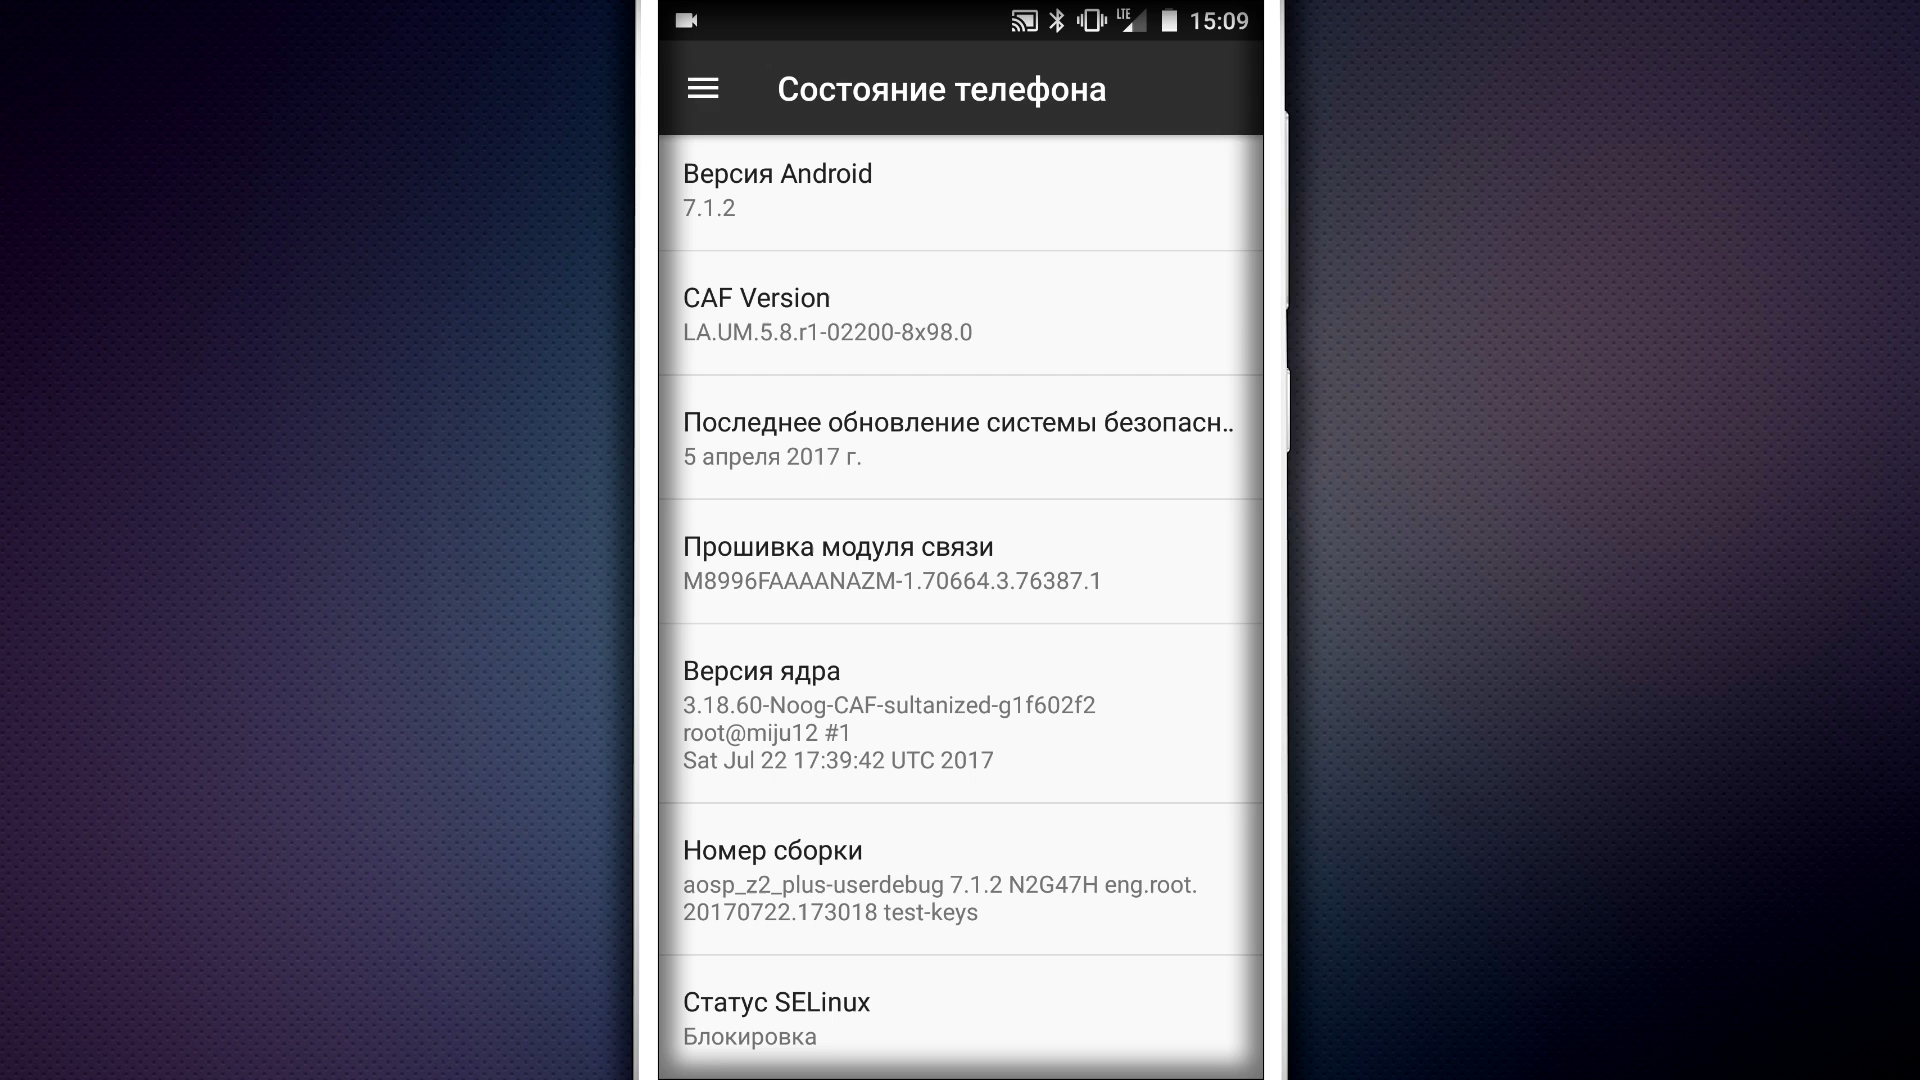 LTE 15:09
Состояние телефона
Версия Android
7.1.2
CAF Version
LA.UM.5.8.r1-02200-8x98.0
Последнее обновление системы безопасн..
5 апреля 2017 г.
Прошивка модуля связи
M8996FAAAANAZM-1.70664.3.76387.1
Версия ядра
3.18.60-Noog-CAF-sultanized-g1f602f2
root@miju12 #1
Sat Jul 22 17:39:42 UTC 2017
Номер сборки
aosp_z2_plus-userdebug 7.1.2 N2G47H eng.root.
20170722.173018 test-keys
Статус SELinux
Блокировка